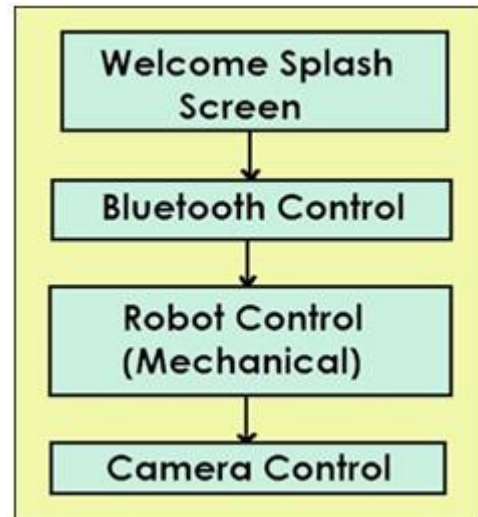 Welcome Splash
Screen
Bluetooth Control
Robot Control
(Mechanical)
Camera Control